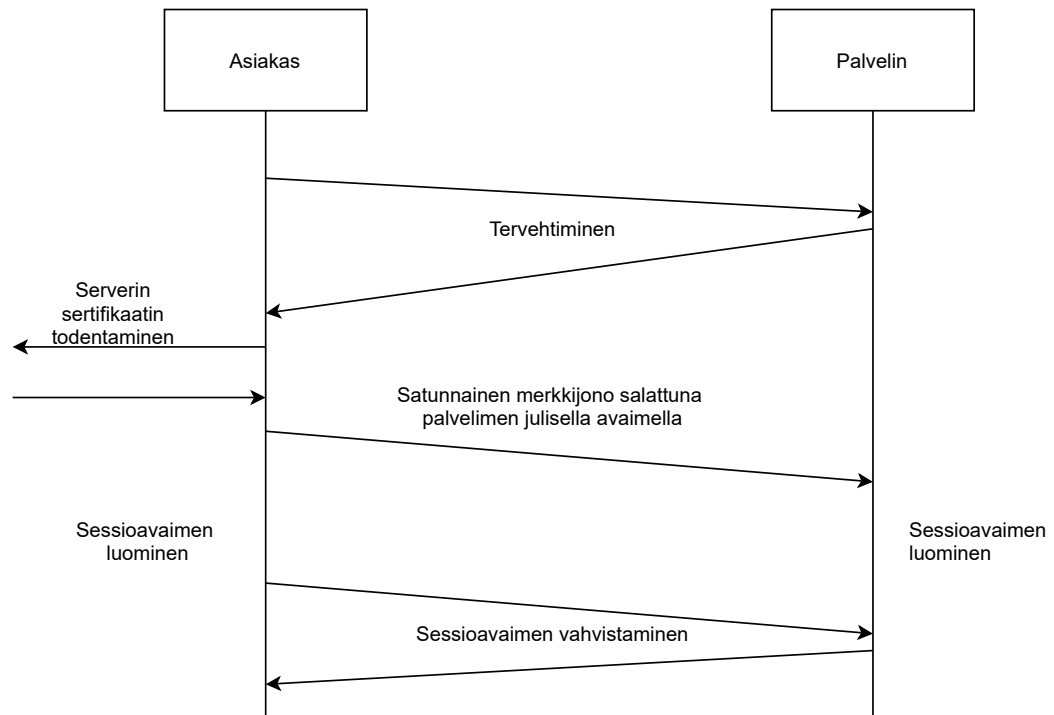 Asiakas
Palvelin
Tervehtiminen
Serverin
sertifikaatin
todentaminen
Satunnainen merkkijono salattuna
palvelimen julisella avaimella
Sessioavaimen
luominen
Sessioavaimen
luominen
Sessioavaimen vahvistaminen